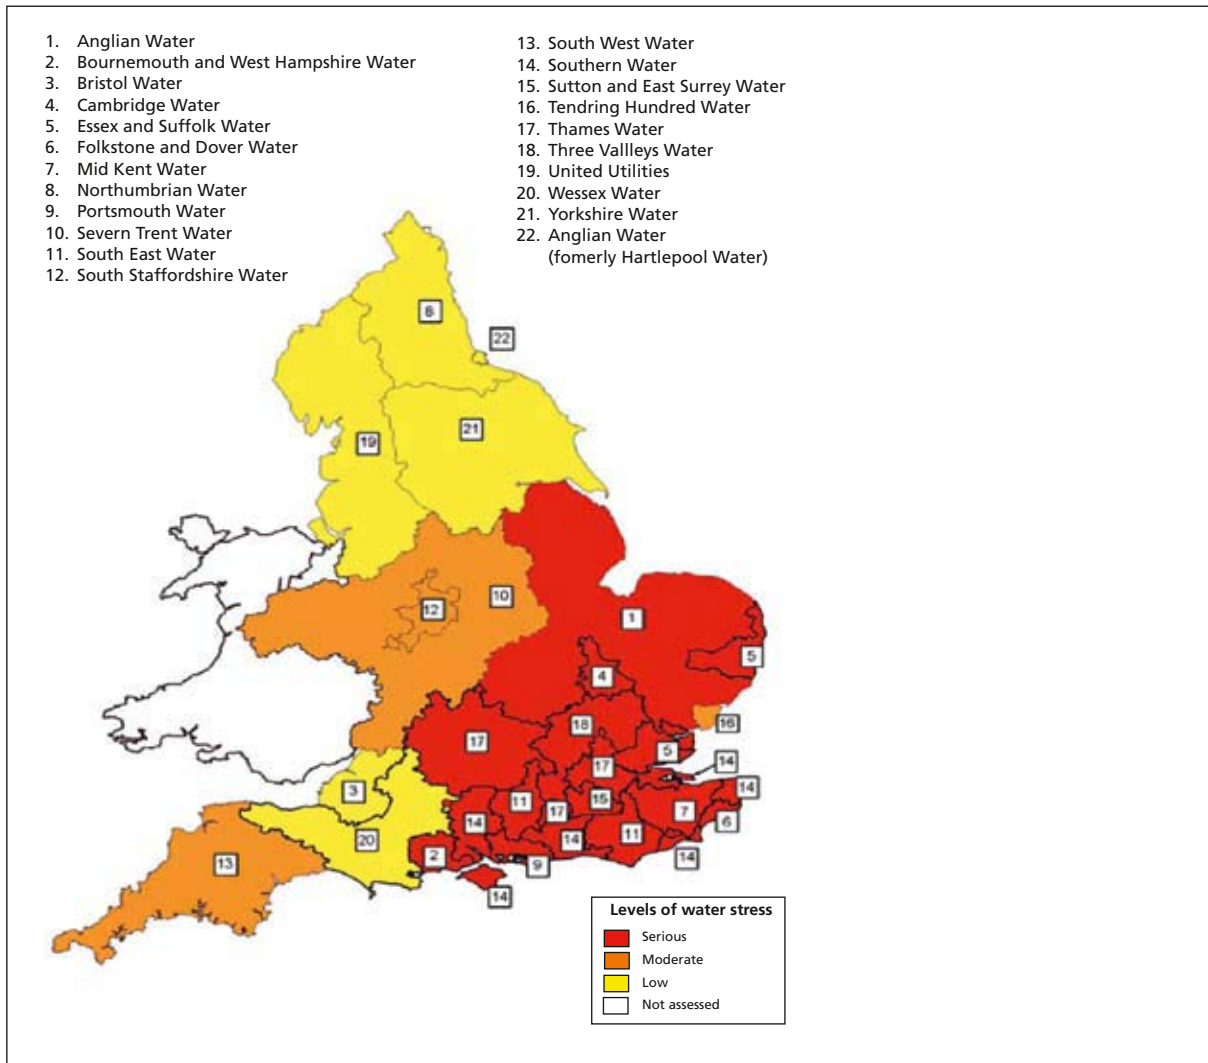 1. Anglian Water
2. Bournemouth and West Hampshire Water
3. Bristol Water
4. Cambridge Water
5. Essex and Suffolk Water
6. Folkstone and Dover Water
7. Mid Kent Water
8. Northumbrian Water
9. Portsmouth Water
10. Severn Trent Water
11. South East Water
12. South Staffordshire Water
13. South West Water
14. Southern Water
15. Sutton and East Surrey Water
16. Tendring Hundred Water
17. Thames Water
18. Three Vallleys Water
19. United Utilities
20. Wessex Water
21. Yorkshire Water
22. Anglian Water
(fomerly Hartlepool Water)
8
22
21
19
10
12
1
5
4
16
18
17
5
17
14
3
14
11
15
17
7
6
14
20
14
11
2
13
9
14
14
Levels of water stress
Serious
Moderate
Low
Not assessed